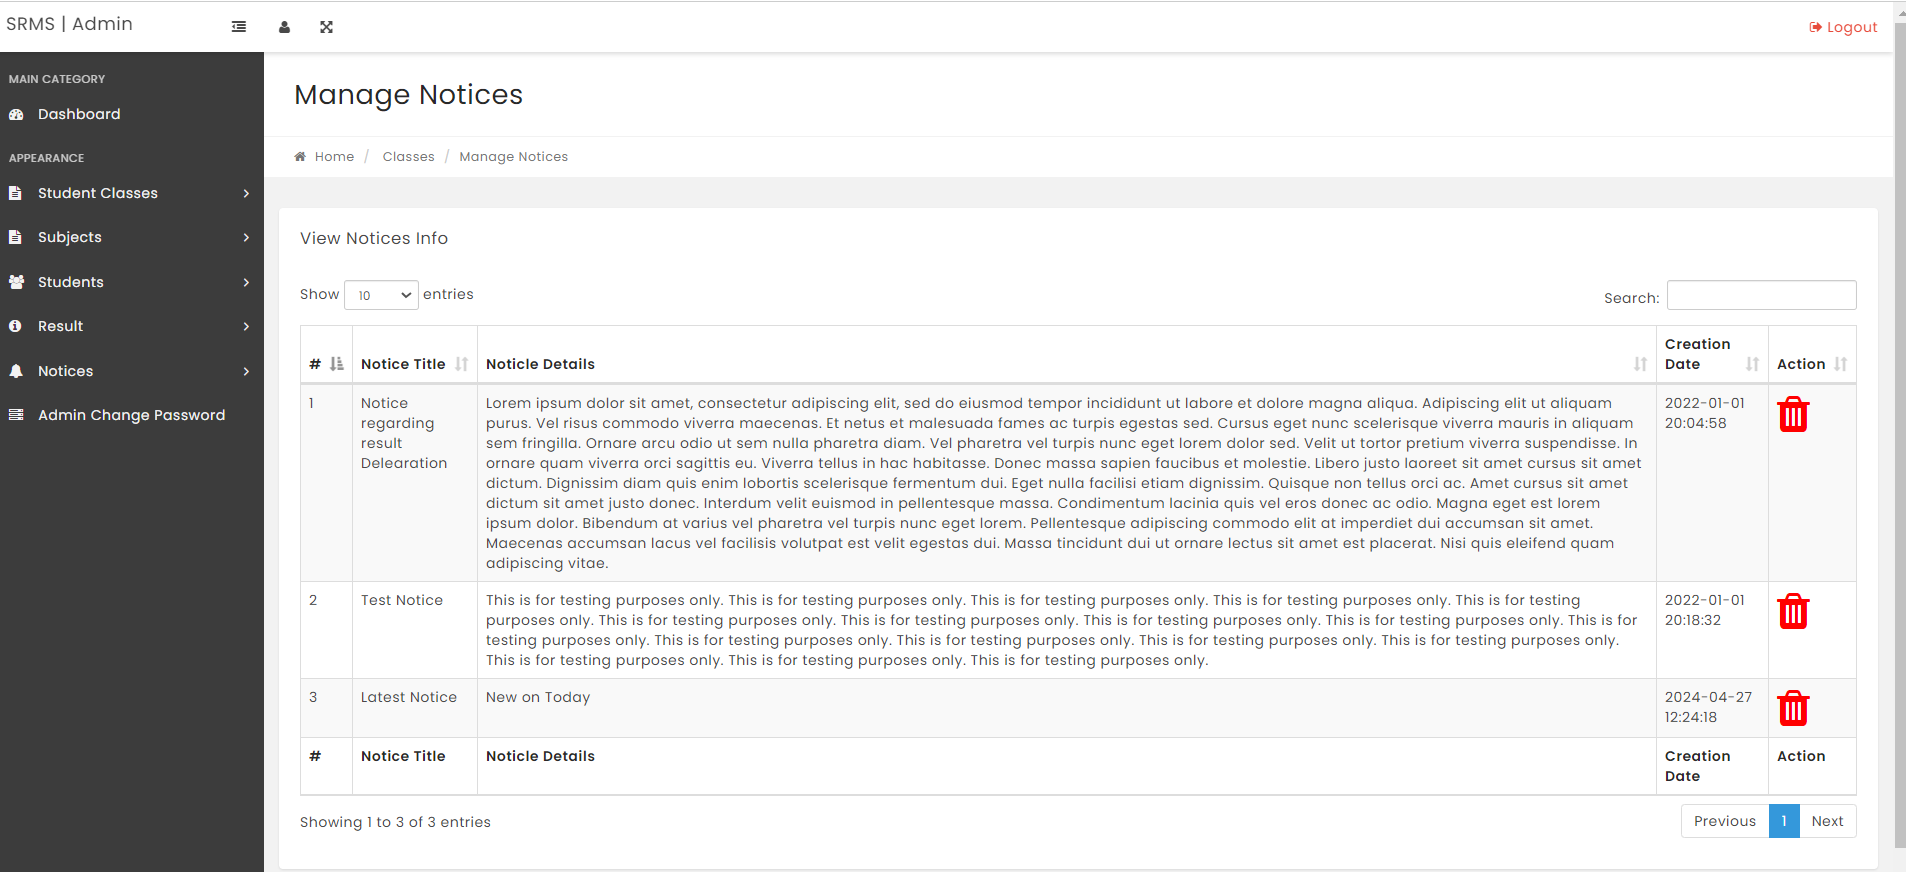 SRMS | Admin
Logout
MAIN CATEGORY
Dashboard
APPEARANCE
Student Classes
Subjects
Students
Result
Notices
Admin Change Password
Manage Notices
Home / Classes / Manage Notices
View Notices Info
Show 10 entries
Search:
# Notice Title Noticle Details Creation Date Action
1
Notice
regarding
result
Delearation
Lorem ipsum dolor sit amet, consectetur adipiscing elit, sed do eiusmod tempor incididunt ut labore et dolore magna aliqua. Adipiscing elit ut aliquam
purus. Vel risus commodo viverra maecenas. Et netus et malesuada fames ac turpis egestas sed. Cursus eget nunc scelerisque viverra mauris in aliquam
sem fringilla. Ornare arcu odio ut sem nulla pharetra diam. Vel pharetra vel turpis nunc eget lorem dolor sed. Velit ut tortor pretium viverra suspendisse. In
ornare quam viverra orci sagittis eu. Viverra tellus in hac habitasse. Donec massa sapien faucibus et molestie. Libero justo laoreet sit amet cursus sit amet
dictum. Dignissim diam quis enim lobortis scelerisque fermentum dui. Eget nulla facilisi etiam dignissim. Quisque non tellus orci ac. Amet cursus sit amet
dictum sit amet justo donec. Interdum velit euismod in pellentesque massa. Condimentum lacinia quis vel eros donec ac odio. Magna eget est lorem
ipsum dolor. Bibendum at varius vel pharetra vel turpis nunc eget lorem. Pellentesque adipiscing commodo elit at imperdiet dui accumsan sit amet.
Maecenas accumsan lacus vel facilisis volutpat est velit egestas dui. Massa tincidunt dui ut ornare lectus sit amet est placerat. Nisi quis eleifend quam
adipiscing vitae.
2022-01-01
20:04:58
2
Test Notice
This is for testing purposes only. This is for testing purposes only. This is for testing purposes only. This is for testing purposes only. This is for testing
purposes only. This is for testing purposes only. This is for testing purposes only. This is for testing purposes only. This is for testing purposes only. This is for
testing purposes only. This is for testing purposes only. This is for testing purposes only. This is for testing purposes only. This is for testing purposes only.
This is for testing purposes only. This is for testing purposes only. This is for testing purposes only.
2022-01-01
20:18:32
3
Latest Notice
New on Today
2024-04-27
12:24:18
# Notice Title Noticle Details Creation Date Action
Showing 1 to 3 of 3 entries
Previous 1 Next